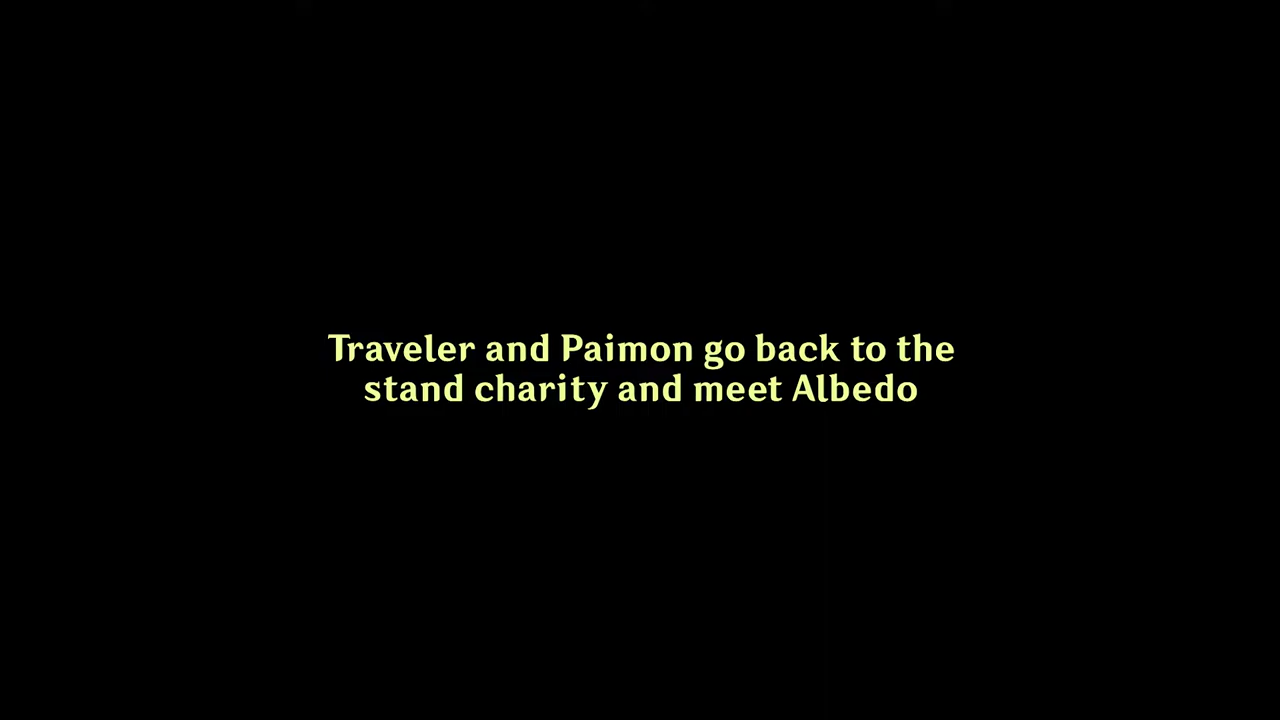 Traveler and Paimon go back to the
stand charity and meet Albedo